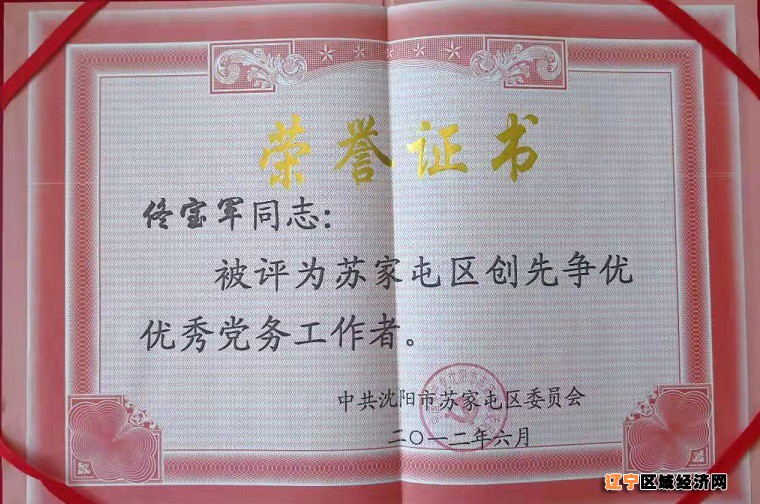 荣誉证书
佟宝军同志：
被评为苏家屯区创先争优
优秀党务工作者。
中共沈阳市苏家屯区委员会
二〇一二年六月
辽宁区域经济网